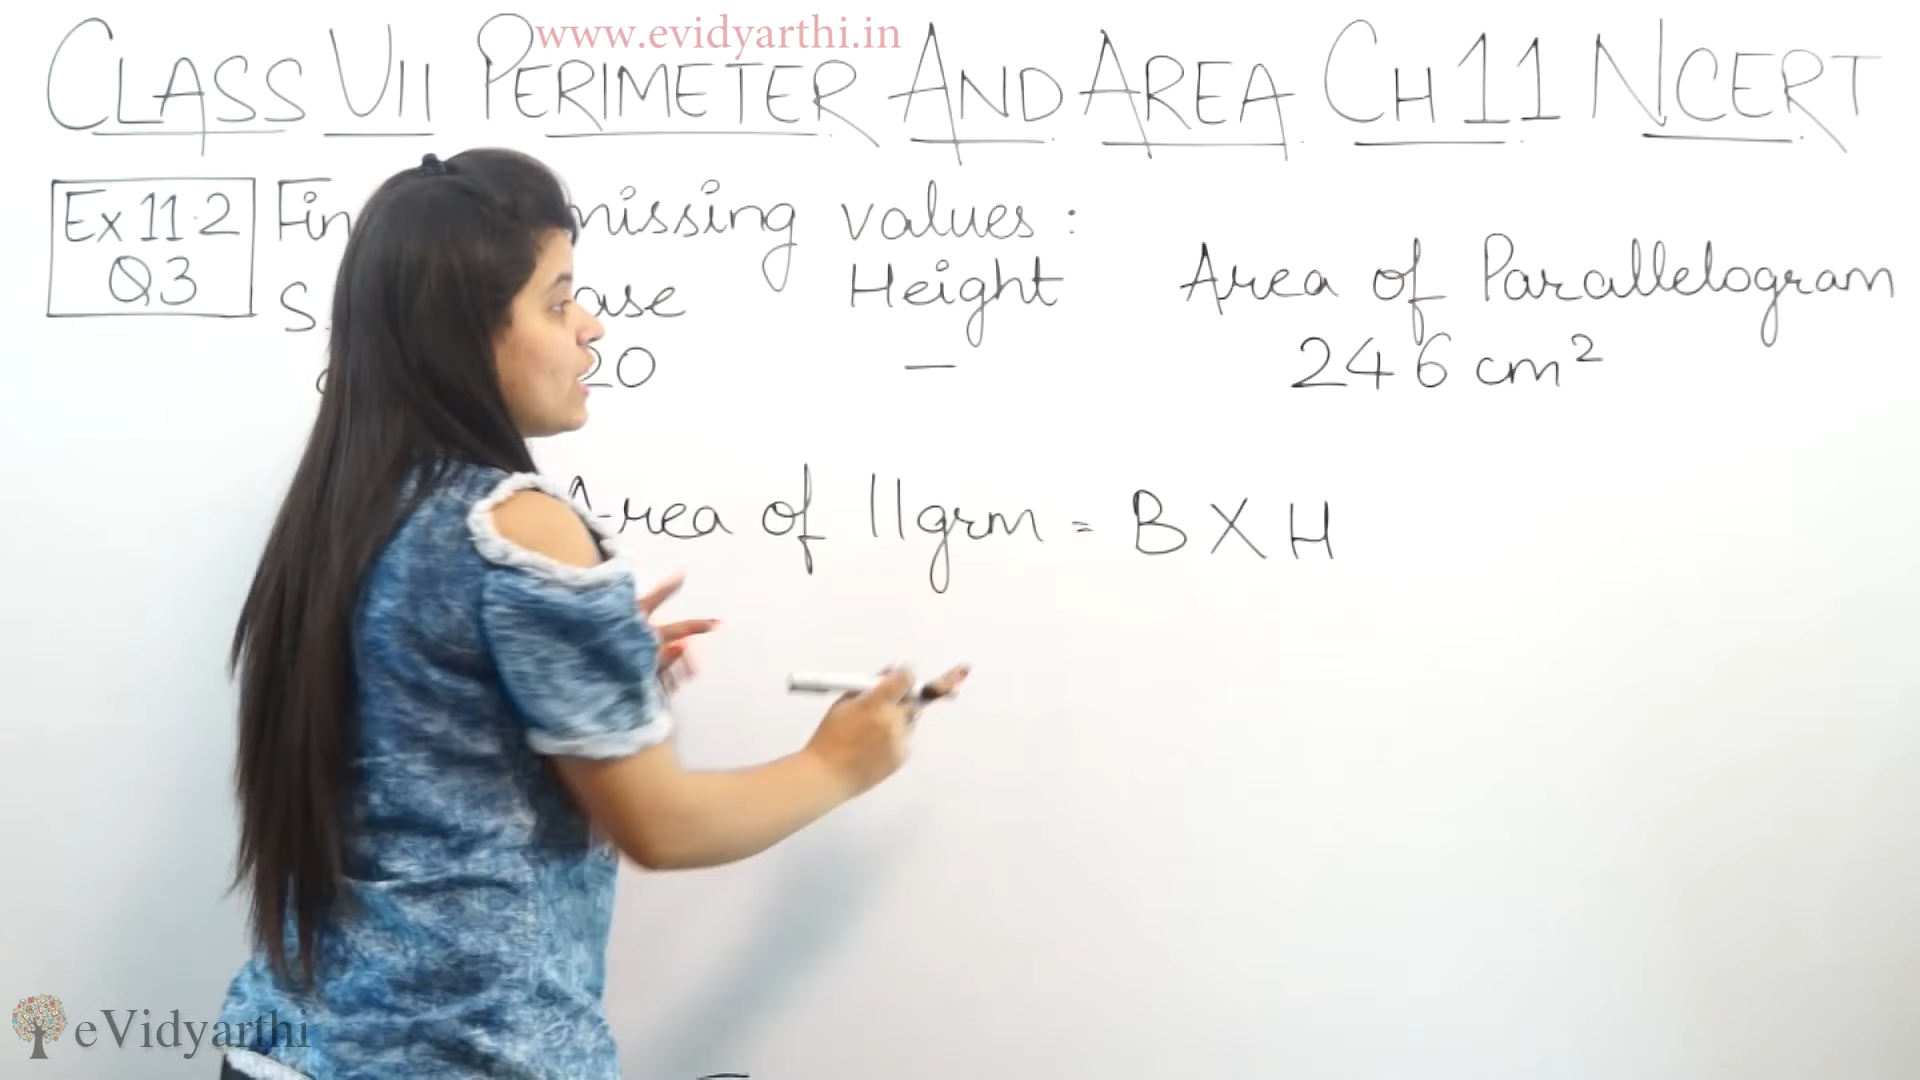 www.evidyarthi.in
CLASS VII PERIMETER AND AREA CH 11 NCERT
Ex 11.2 missing values :
Q3 Height Area of Parallelogram
20 — 246 cm²
Area of ||grm = B X H
eVidyarthi